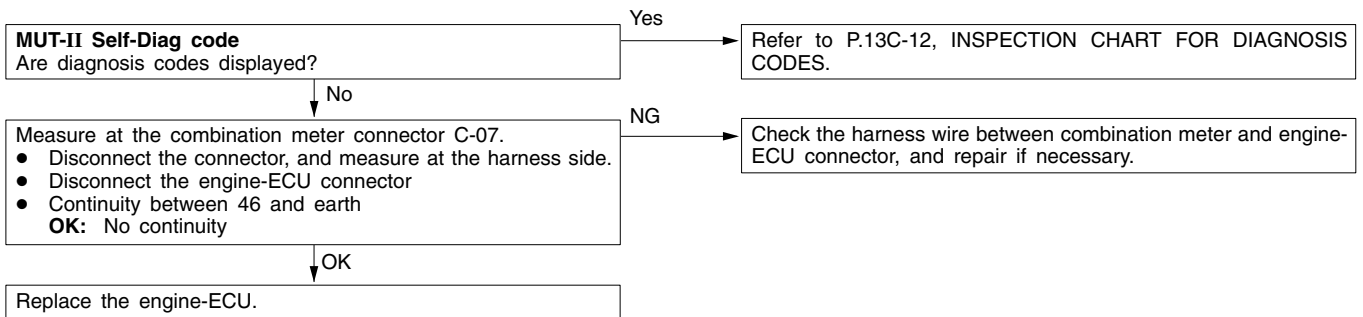 MUT-II Self-Diag code
Are diagnosis codes displayed?
Yes
Refer to P.13C-12, INSPECTION CHART FOR DIAGNOSIS
CODES.
No
Measure at the combination meter connector C-07.
● Disconnect the connector, and measure at the harness side.
● Disconnect the engine-ECU connector
● Continuity between 46 and earth
OK: No continuity
NG
Check the harness wire between combination meter and engine-
ECU connector, and repair if necessary.
OK
Replace the engine-ECU.